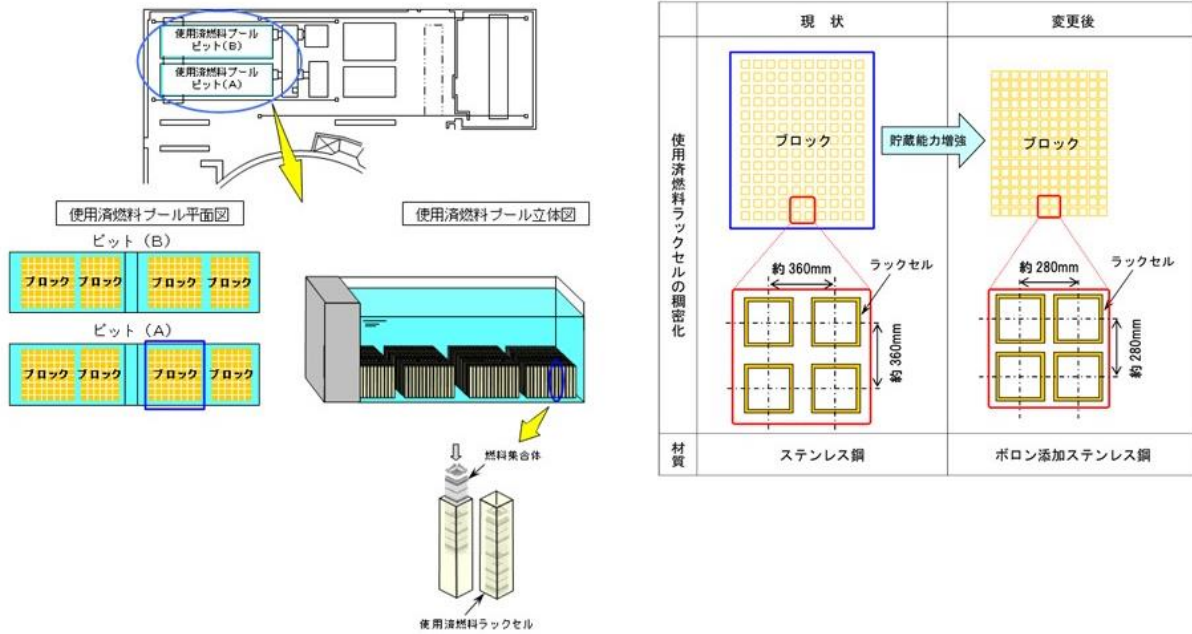 使用済燃料プール
ピット(B)
使用済燃料プール
ピット(A)
使用済燃料プール平面図
使用済燃料プール立体図
ピット（B）
ブロック ブロック ブロック ブロック
ピット（A）
ブロック ブロック ブロック ブロック
燃料集合体
使用済燃料ラックセル
現 状
変更後
使用済燃料ラックセルの稠密化
ブロック
貯蔵能力増強
ブロック
約 360mm
ラックセル
約 360mm
約 280mm
ラックセル
約 280mm
材質
ステンレス鋼
ボロン添加ステンレス鋼